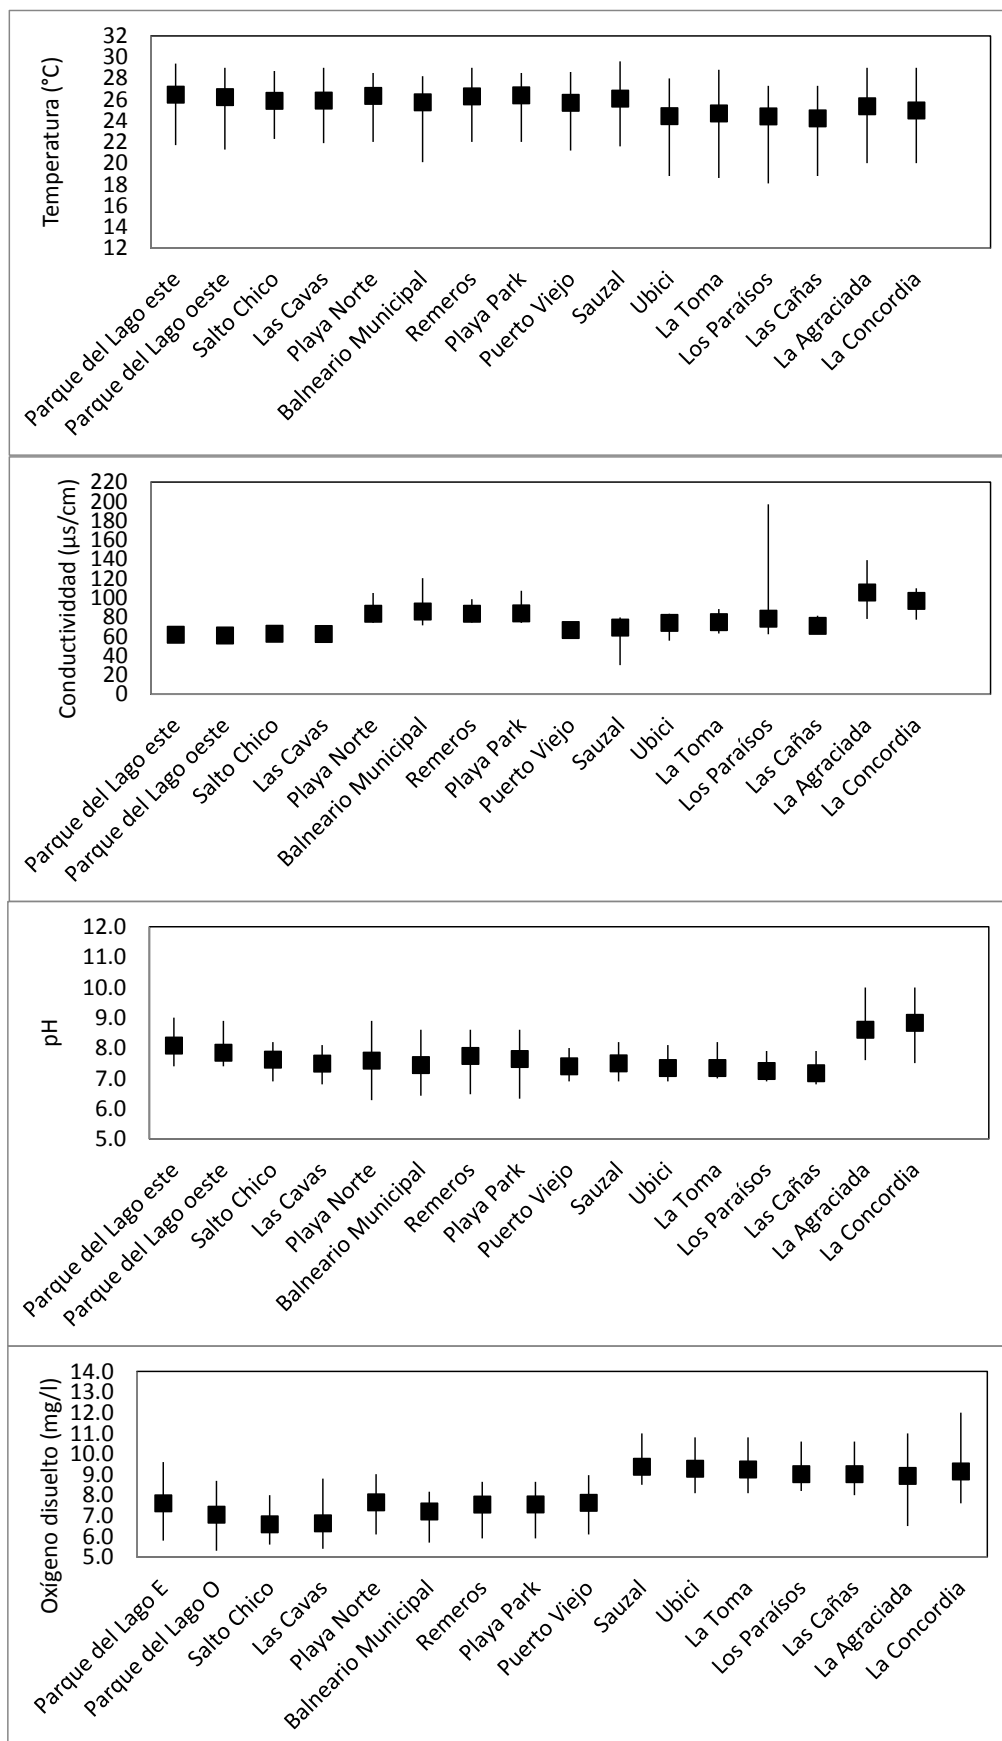 Temperatura (°C)
32
30
28
26
24
22
20
18
16
14
12
Parque del Lago este
Parque del Lago oeste
Salto Chico
Las Cavas
Playa Norte
Balneario Municipal
Remeros
Playa Park
Puerto Viejo
Sauzal
Ubici
La Toma
Los Paraísos
Las Cañas
La Agraciada
La Concordia
Conductividdad (µs/cm)
220
200
180
160
140
120
100
80
60
40
20
0
Parque del Lago este
Parque del Lago oeste
Salto Chico
Las Cavas
Playa Norte
Balneario Municipal
Remeros
Playa Park
Puerto Viejo
Sauzal
Ubici
La Toma
Los Paraísos
Las Cañas
La Agraciada
La Concordia
pH
12.0
11.0
10.0
9.0
8.0
7.0
6.0
5.0
Parque del Lago este
Parque del Lago oeste
Salto Chico
Las Cavas
Playa Norte
Balneario Municipal
Remeros
Playa Park
Puerto Viejo
Sauzal
Ubici
La Toma
Los Paraísos
Las Cañas
La Agraciada
La Concordia
Oxígeno disuelto (mg/l)
14.0
13.0
12.0
11.0
10.0
9.0
8.0
7.0
6.0
5.0
Parque del Lago E
Parque del Lago O
Salto Chico
Las Cavas
Playa Norte
Balneario Municipal
Remeros
Playa Park
Puerto Viejo
Sauzal
Ubici
La Toma
Los Paraísos
Las Cañas
La Agraciada
La Concordia